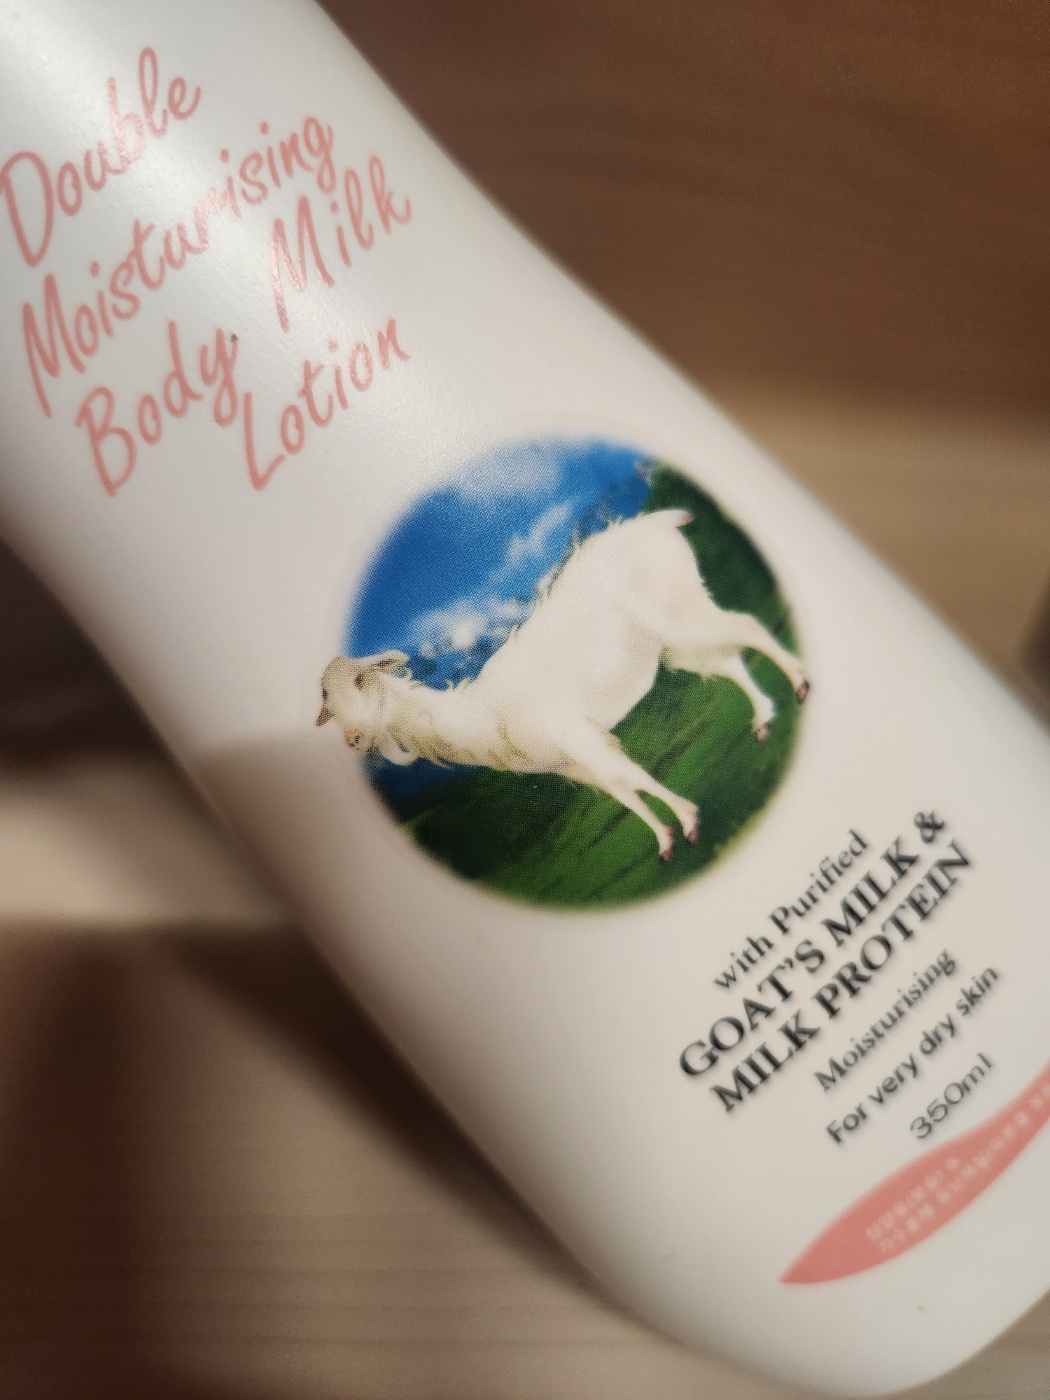 Double
Moisturising
Body Milk
Lotion
with Purified
GOAT'S MILK &
MILK PROTEIN
Moisturising
For very dry skin
350ml